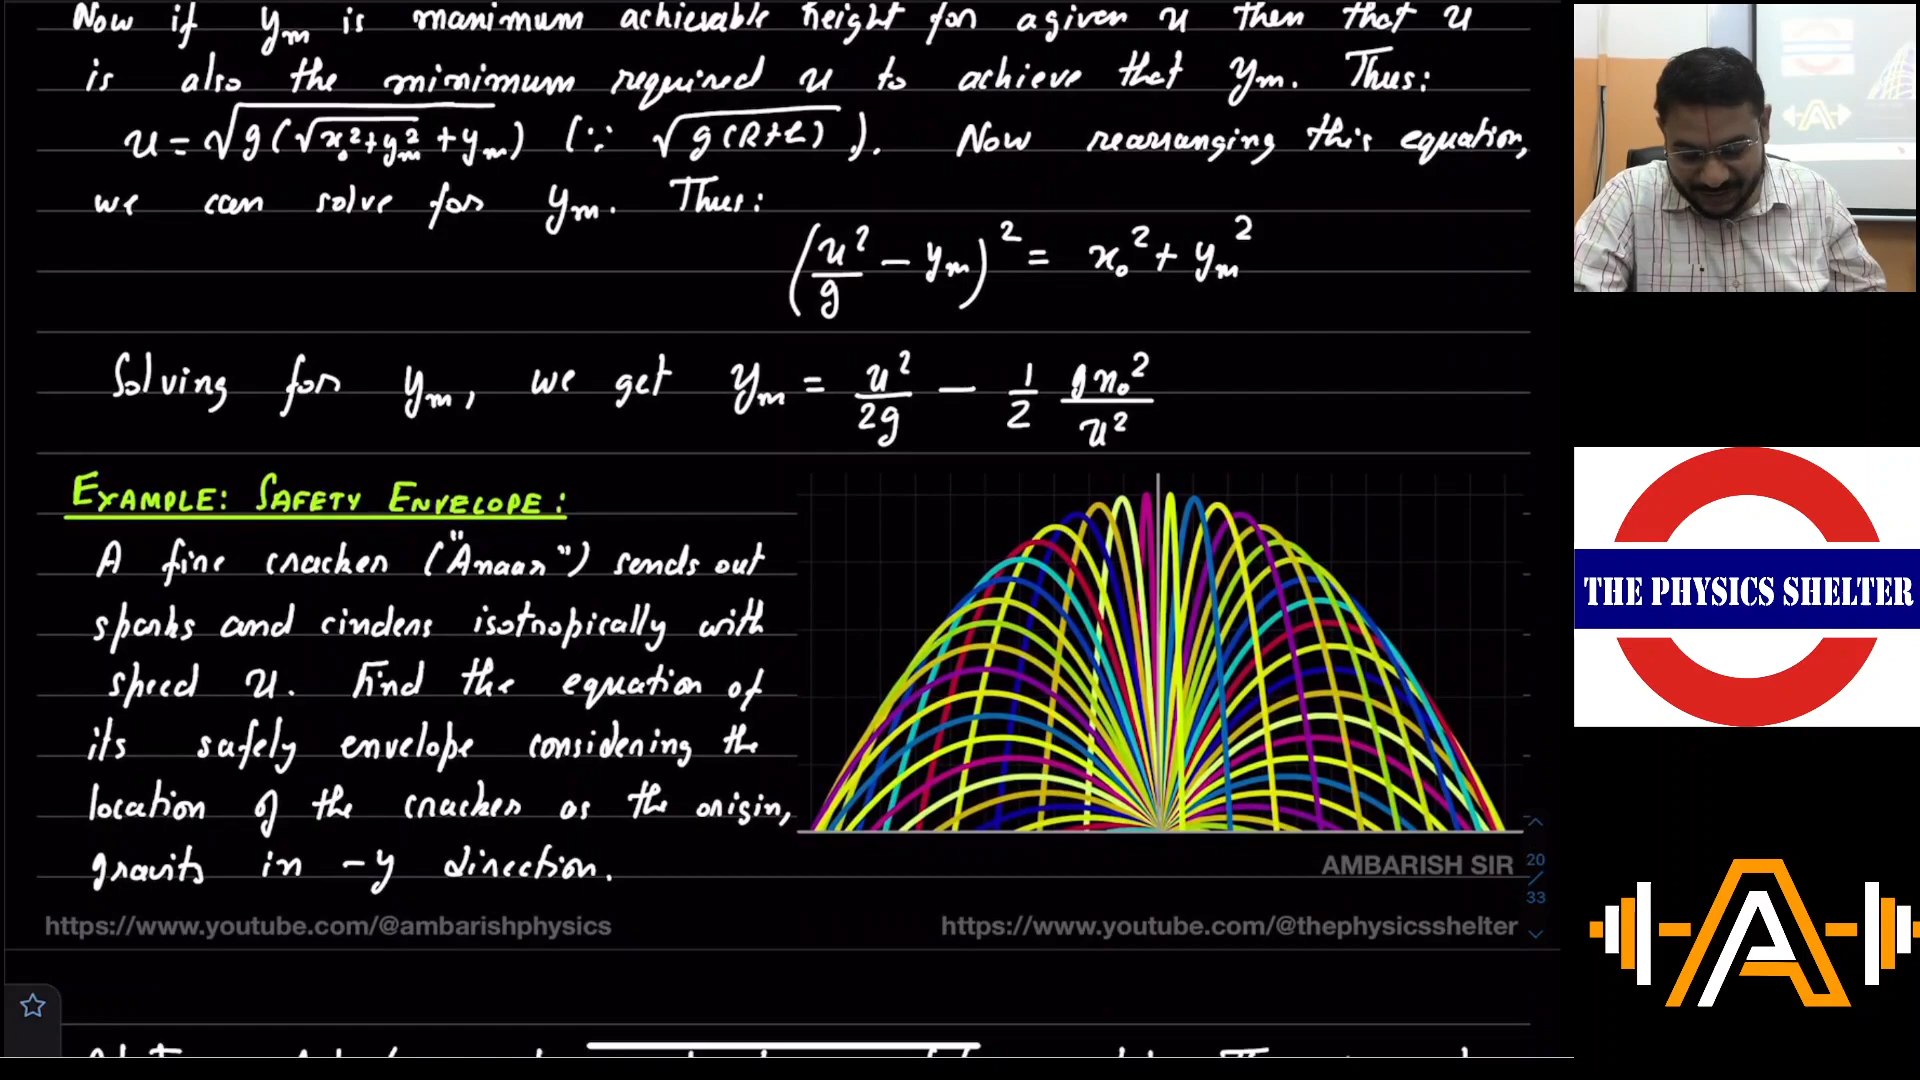 Now if yₘ is maximum achievable height for a given u then that u
is also the minimum required u to achieve that yₘ. Thus:
u = √(g(√(x₀²+yₘ²) + yₘ)) (∵ √(g(R+h))). Now rearranging this equation,
we can solve for yₘ. Thus:
(u²/g − yₘ)² = x₀² + yₘ²
Solving for yₘ, we get yₘ = u²/2g − 1/2 gx₀²/u²
EXAMPLE: SAFETY ENVELOPE:
A fire cracker ("Anaar") sends out
sparks and cinders isotropically with
speed u. Find the equation of
its safety envelope considering the
location of the cracker as the origin,
gravity in -y direction.
AMBARISH SIR
20
/
33
https://www.youtube.com/@ambarishphysics
https://www.youtube.com/@thephysicsshelter
THE PHYSICS SHELTER
A